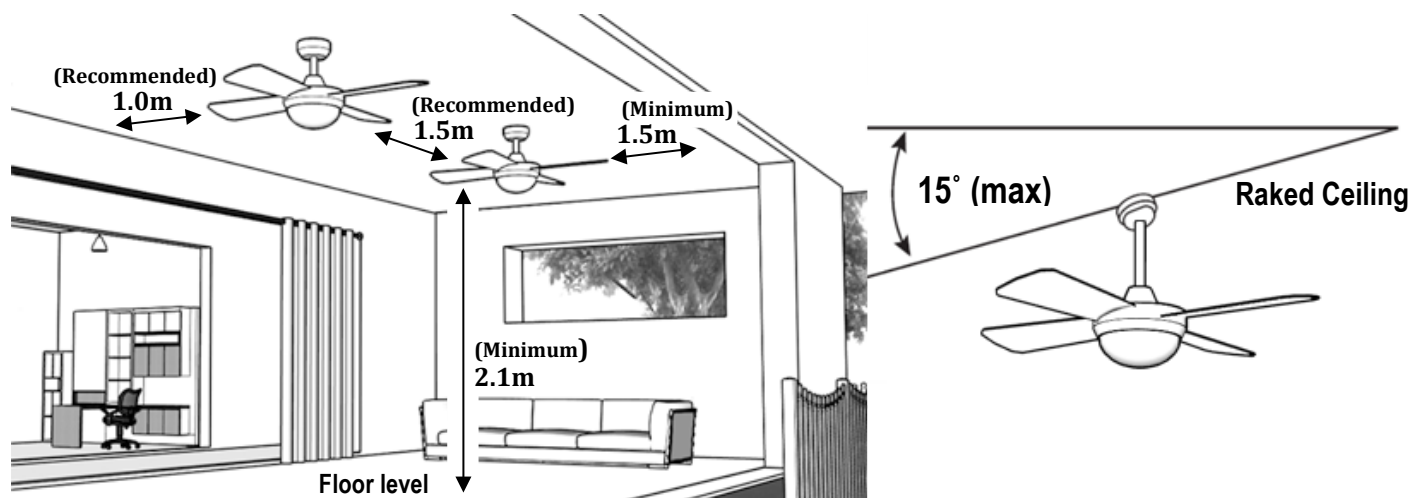 (Recommended)
1.0m
(Recommended)
1.5m
(Minimum)
1.5m
(Minimum)
2.1m
Floor level
15° (max)
Raked Ceiling